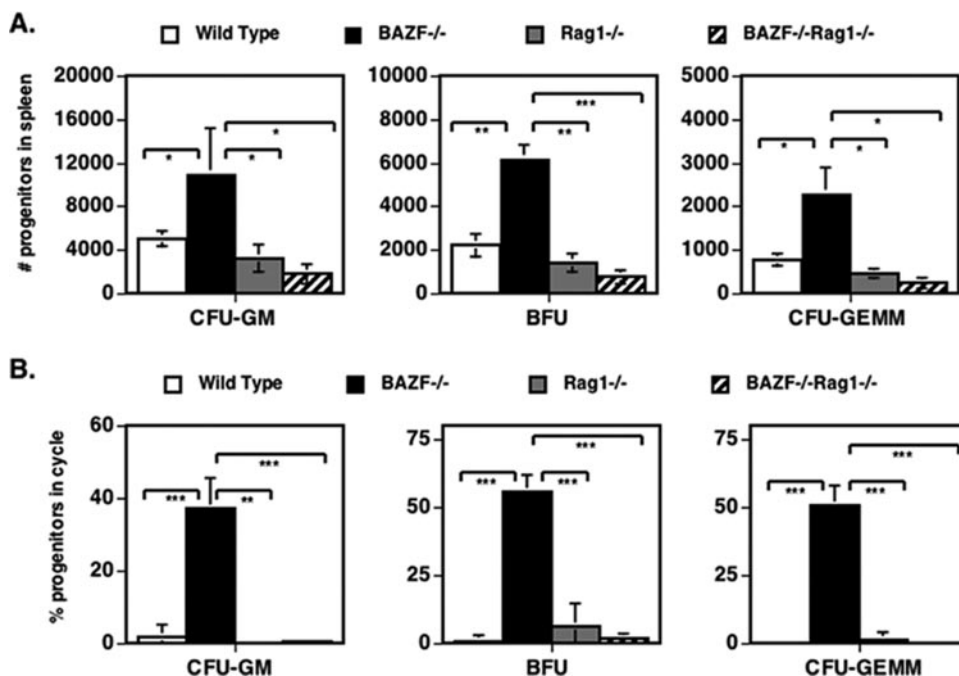 A.
Wild Type BAZF-/- Rag1-/- BAZF-/-Rag1-/-
# progenitors in spleen
20000
16000
12000
8000
4000
0
* * *
CFU-GM
10000
8000
6000
4000
2000
0
** ** ***
BFU
5000
4000
3000
2000
1000
0
* * *
CFU-GEMM
B.
Wild Type BAZF-/- Rag1-/- BAZF-/-Rag1-/-
% progenitors in cycle
60
40
20
0
*** ** ***
CFU-GM
75
50
25
0
*** *** ***
BFU
75
50
25
0
*** *** ***
CFU-GEMM